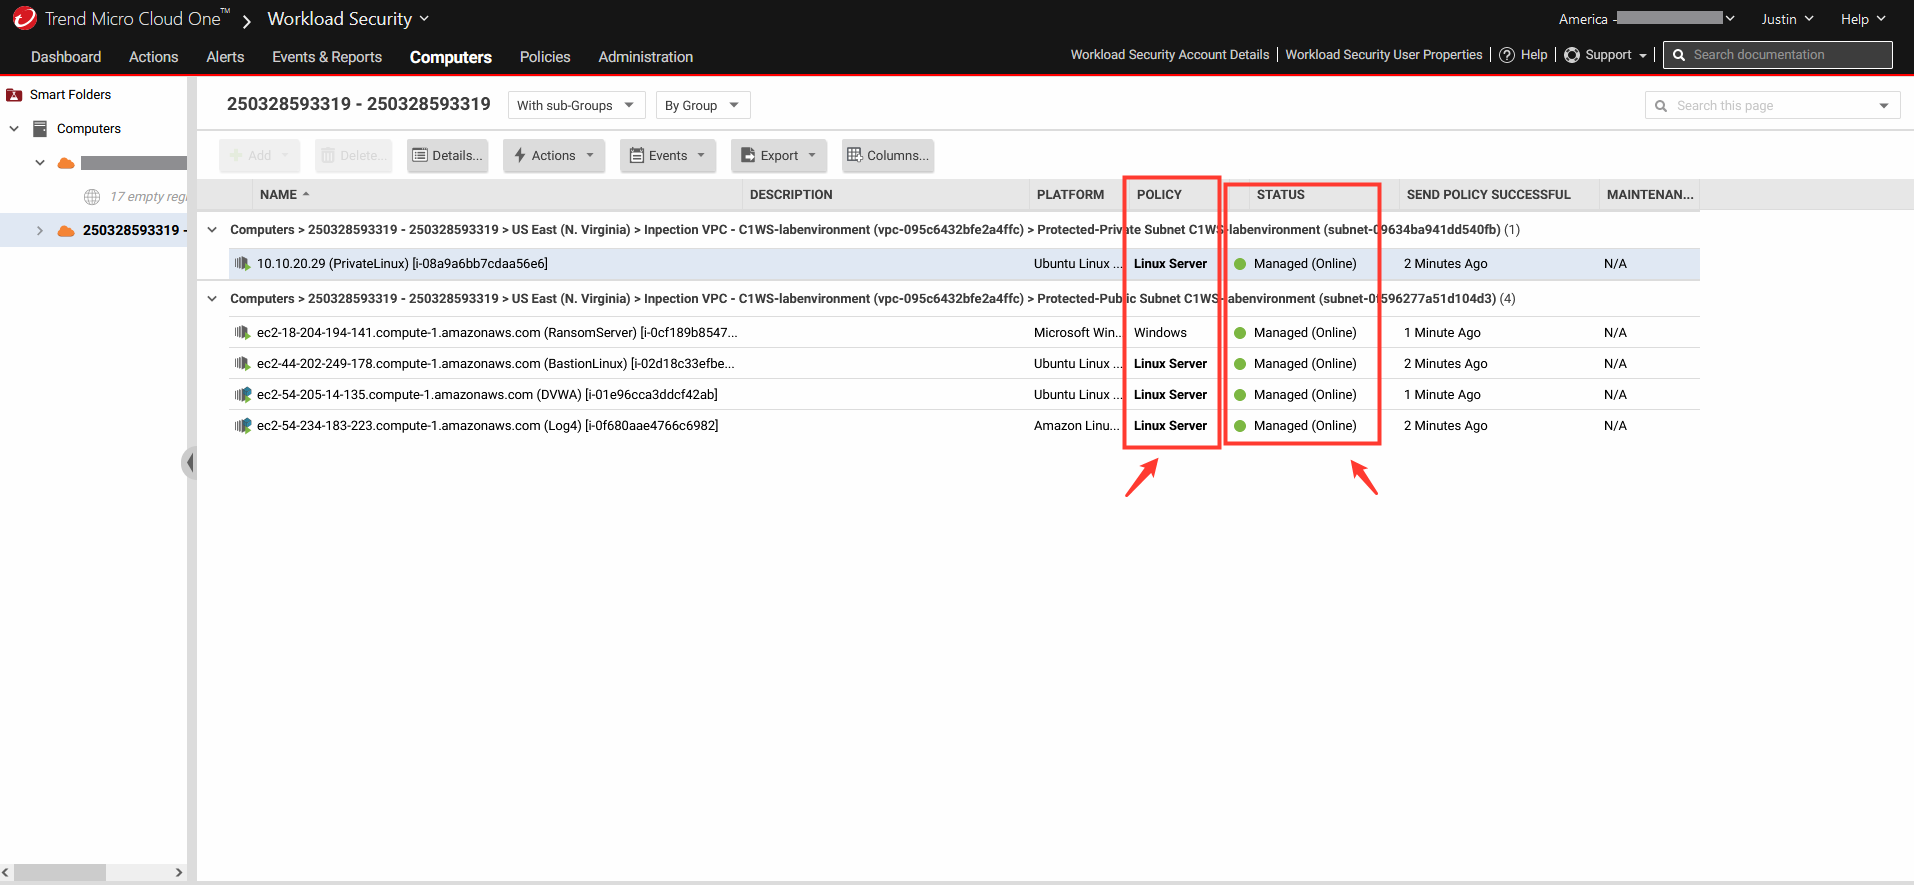 Trend Micro Cloud One™ Workload Security America - Justin Help
Dashboard Actions Alerts Events & Reports Computers Policies Administration Workload Security Account Details Workload Security User Properties Help Support Search documentation
Smart Folders
Computers
17 empty regi
250328593319 -
250328593319 - 250328593319 With sub-Groups By Group Search this page
Add Delete... Details... Actions Events Export Columns...
NAME DESCRIPTION PLATFORM POLICY STATUS SEND POLICY SUCCESSFUL MAINTENAN...
Computers > 250328593319 - 250328593319 > US East (N. Virginia) > Inpection VPC - C1WS-labenvironment (vpc-095c6432bfe2a4ffc) > Protected-Private Subnet C1WS-labenvironment (subnet-09634ba941dd540fb) (1)
10.10.20.29 (PrivateLinux) [i-08a9a6bb7cdaa56e6] Ubuntu Linux ... Linux Server Managed (Online) 2 Minutes Ago N/A
Computers > 250328593319 - 250328593319 > US East (N. Virginia) > Inpection VPC - C1WS-labenvironment (vpc-095c6432bfe2a4ffc) > Protected-Public Subnet C1WS-labenvironment (subnet-0f596277a51d104d3) (4)
ec2-18-204-194-141.compute-1.amazonaws.com (RansomServer) [i-0cf189b8547... Microsoft Win... Windows Managed (Online) 1 Minute Ago N/A
ec2-44-202-249-178.compute-1.amazonaws.com (BastionLinux) [i-02d18c33efbe... Ubuntu Linux ... Linux Server Managed (Online) 2 Minutes Ago N/A
ec2-54-205-14-135.compute-1.amazonaws.com (DVWA) [i-01e96cca3ddcf42ab] Ubuntu Linux ... Linux Server Managed (Online) 1 Minute Ago N/A
ec2-54-234-183-223.compute-1.amazonaws.com (Log4) [i-0f680aae4766c6982] Amazon Linu... Linux Server Managed (Online) 2 Minutes Ago N/A